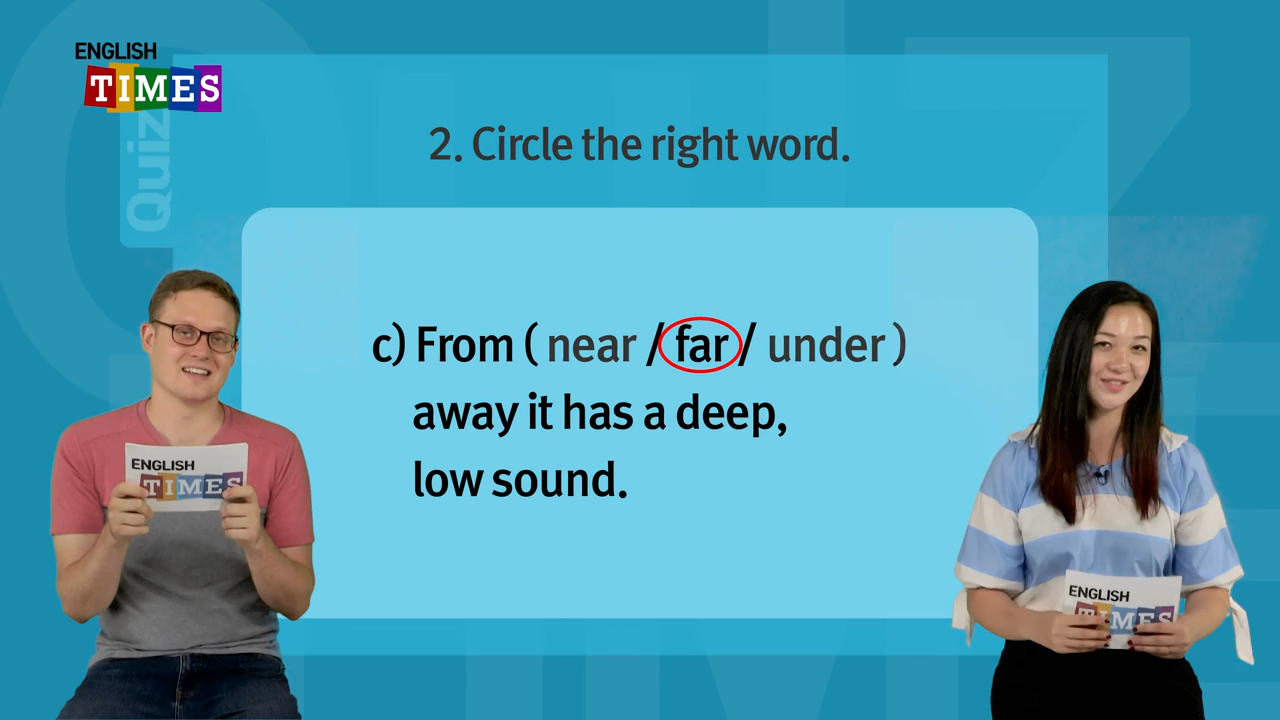 ENGLISH
TIMES
Quiz
2. Circle the right word.
c) From ( near / far / under )
away it has a deep,
low sound.
ENGLISH
TIMES
ENGLISH
TIMES